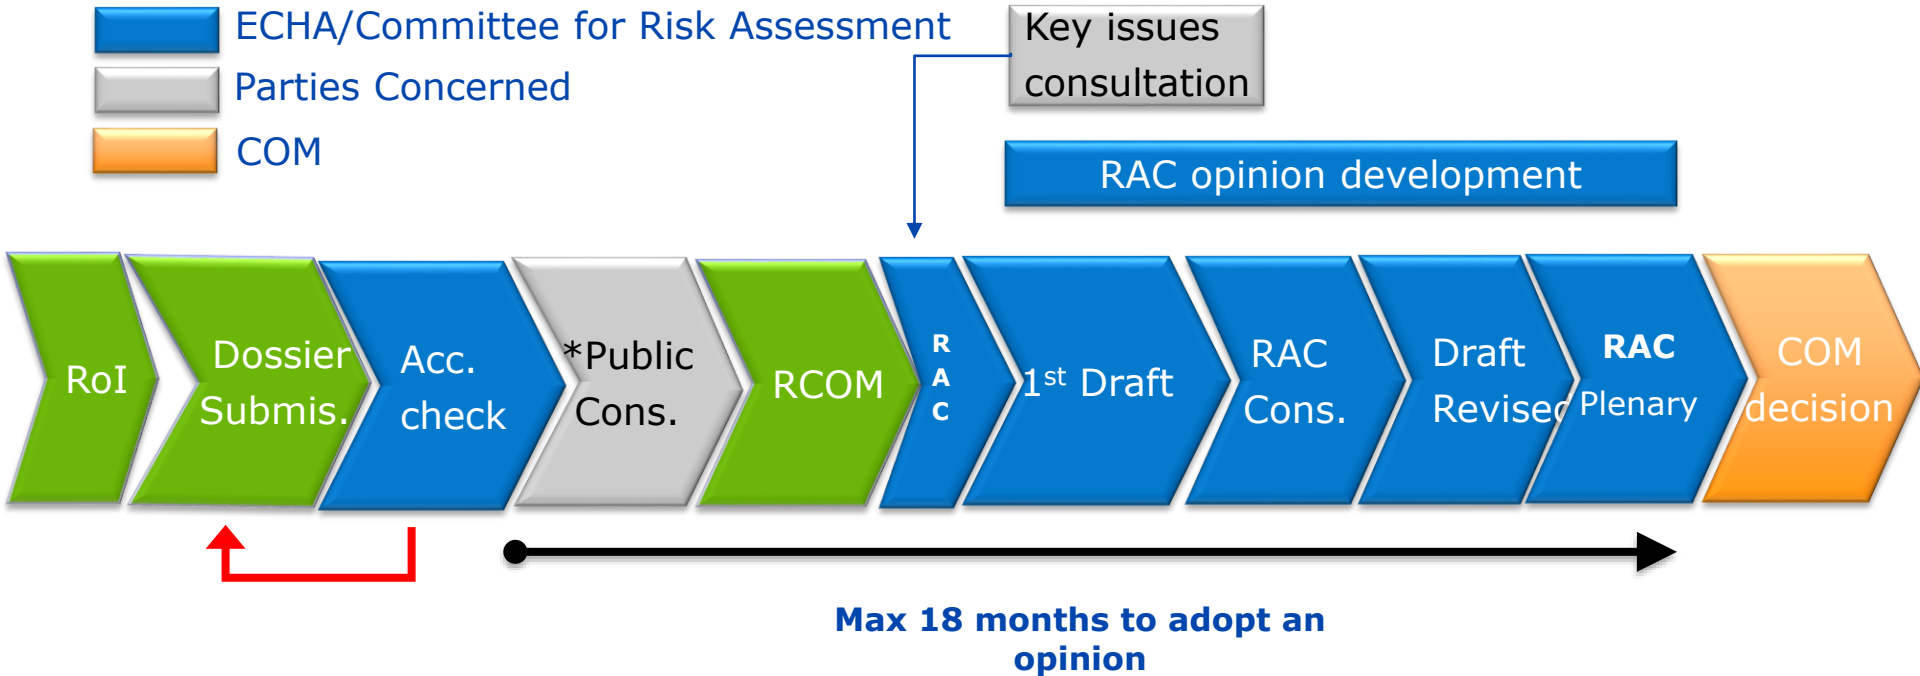 ECHA/Committee for Risk Assessment
Parties Concerned
COM
Key issues
consultation
RAC opinion development
RoI
Dossier
Submis.
Acc.
check
*Public
Cons.
RCOM
R
A
C
1st Draft
RAC
Cons.
Draft
Revised
RAC
Plenary
COM
decision
Max 18 months to adopt an
opinion